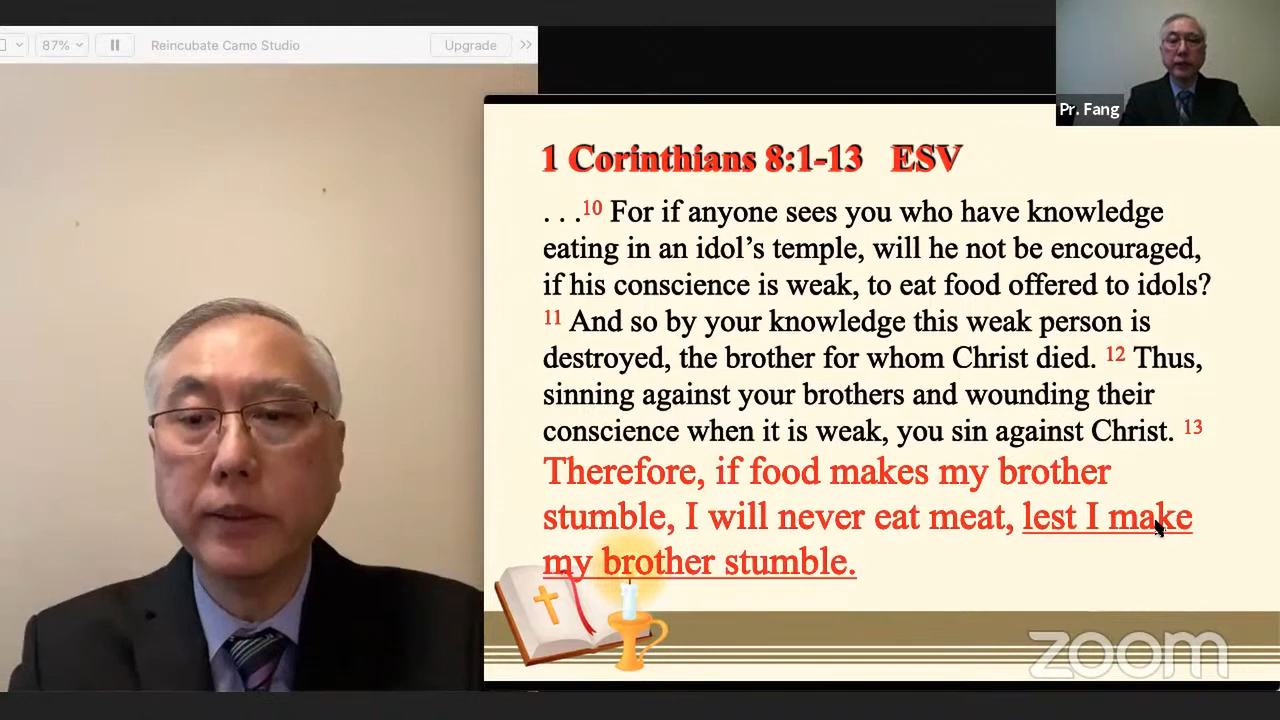 87%
Reincubate Camo Studio
Upgrade
Pr. Fang
1 Corinthians 8:1-13 ESV
. . .10 For if anyone sees you who have knowledge
eating in an idol’s temple, will he not be encouraged,
if his conscience is weak, to eat food offered to idols?
11 And so by your knowledge this weak person is
destroyed, the brother for whom Christ died. 12 Thus,
sinning against your brothers and wounding their
conscience when it is weak, you sin against Christ. 13
Therefore, if food makes my brother
stumble, I will never eat meat, lest I make
my brother stumble.
zoom